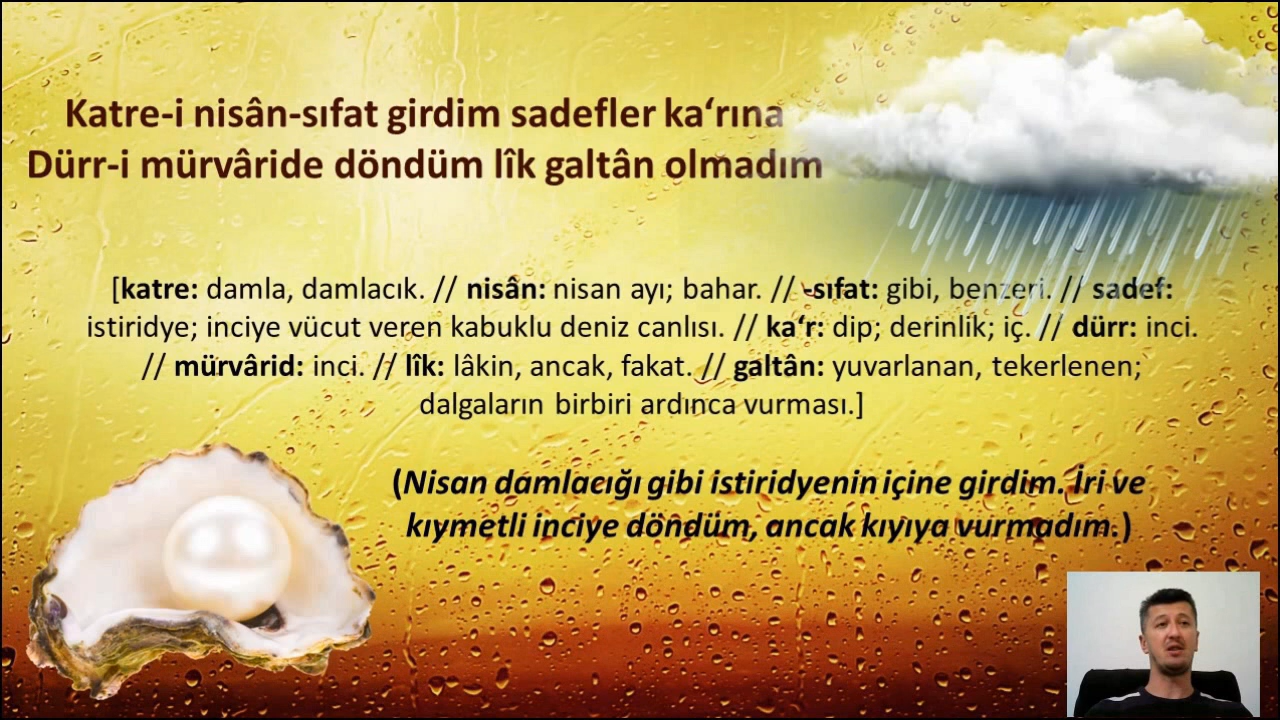 Katre-i nisân-sıfat girdim sadefler ka‘rına
Dürr-i mürvâride döndüm lîk galtân olmadım
[katre: damla, damlacık. // nisân: nisan ayı; bahar. // -sıfat: gibi, benzeri. // sadef:
istiridye; inciye vücut veren kabuklu deniz canlısı. // ka‘r: dip; derinlik; iç. // dürr: inci.
// mürvârid: inci. // lîk: lâkin, ancak, fakat. // galtân: yuvarlanan, tekerlenen;
dalgaların birbiri ardınca vurması.]
(Nisan damlacığı gibi istiridyenin içine girdim. İri ve
kıymetli inciye döndüm, ancak kıyıya vurmadım.)